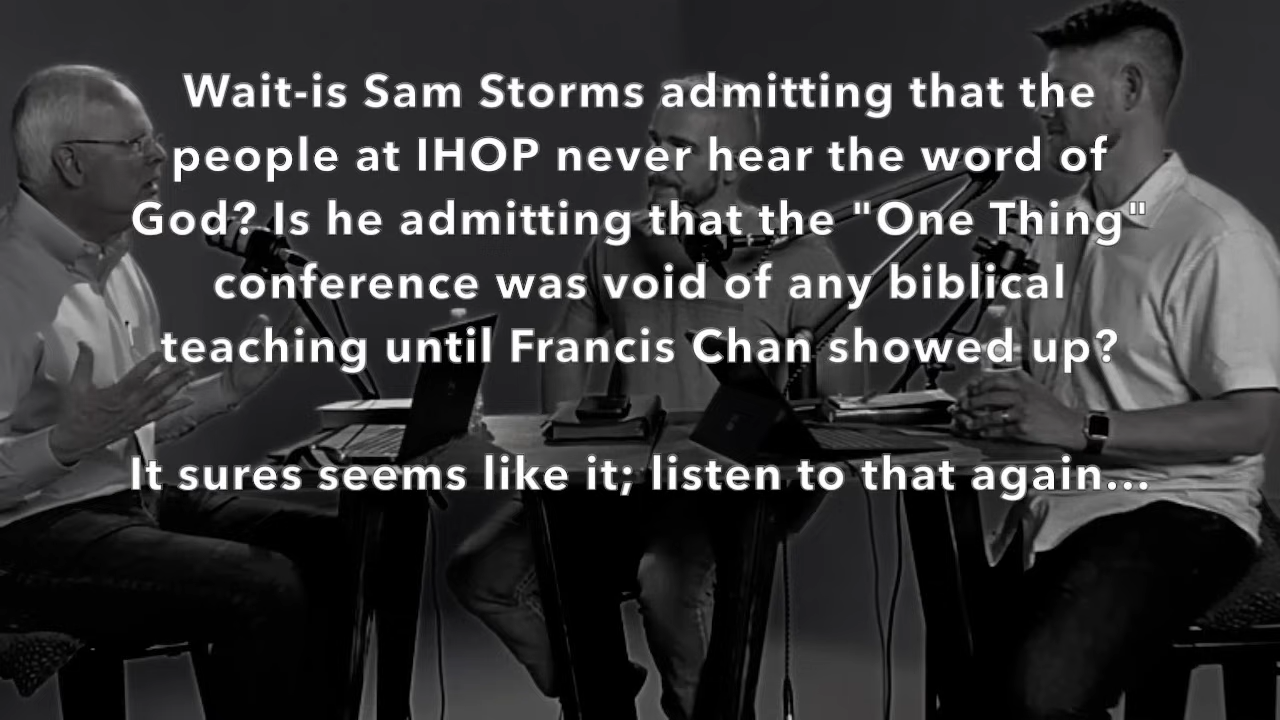 Wait-is Sam Storms admitting that the
people at IHOP never hear the word of
God? Is he admitting that the "One Thing"
conference was void of any biblical
teaching until Francis Chan showed up?
It sures seems like it; listen to that again...